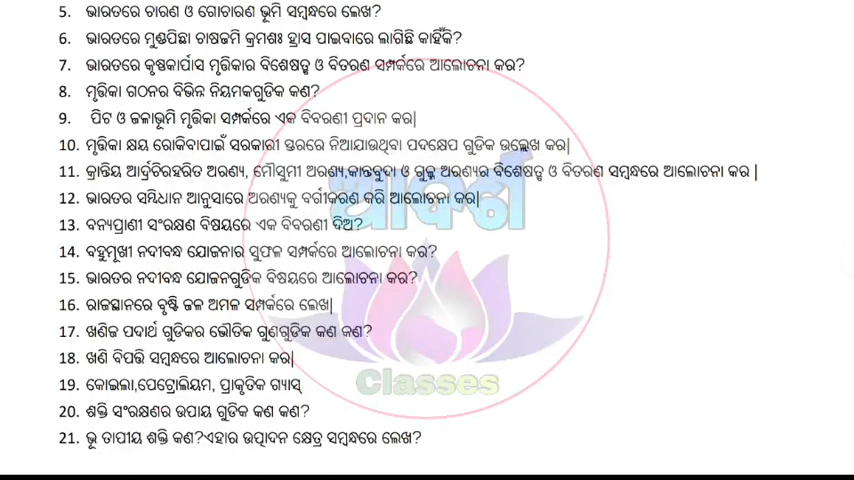 5. ଭାରତରେ ଚାରଣ ଓ ଗୋଚାରଣ ଭୂମି ସମ୍ବନ୍ଧରେ ଲେଖ?
6. ଭାରତରେ ମୁଣ୍ଡପିଛା ଚାଷଜମି କ୍ରମଶଃ ହ୍ରାସ ପାଇବାରେ ଲାଗିଛି କାହିଁକି?
7. ଭାରତରେ କୃଷ୍ଣକାର୍ପାସ ମୃତ୍ତିକାର ବିଶେଷତ୍ବ ଓ ବିତରଣ ସମ୍ପର୍କରେ ଆଲୋଚନା କର?
8. ମୃତ୍ତିକା ଗଠନର ବିଭିନ୍ନ ନିୟମକଗୁଡିକ କଣ?
9. ପିଟ ଓ ଜଳାଭୂମି ମୃତ୍ତିକା ସମ୍ପର୍କରେ ଏକ ବିବରଣୀ ପ୍ରଦାନ କର|
10. ମୃତ୍ତିକା କ୍ଷୟ ରୋକିବାପାଇଁ ସରକାରୀ ସ୍ତରରେ ନିଆଯାଉଥିବା ପଦକ୍ଷେପ ଗୁଡିକ ଉଲ୍ଲେଖ କର|
11. କ୍ରାନ୍ତିୟ ଆର୍ଦ୍ରଚିରହରିତ ଅରଣ୍ୟ, ମୌସୁମୀ ଅରଣ୍ୟ,କାନ୍ତବୁଦା ଓ ଗୁଳ୍ମ ଅରଣ୍ୟର ବିଶେଷତ୍ବ ଓ ବିତରଣ ସମ୍ବନ୍ଧରେ ଆଲୋଚନା କର |
12. ଭାରତର ସମ୍ବିଧାନ ଆନୁସାରେ ଅରଣ୍ୟକୁ ବର୍ଗୀକରଣ କରି ଆଲୋଚନା କର|
13. ବନ୍ୟପ୍ରାଣୀ ସଂରକ୍ଷଣ ବିଷୟରେ ଏକ ବିବରଣୀ ଦିଅ?
14. ବହୁମୂଖୀ ନଦୀବନ୍ଧ ଯୋଜନାର ସୁଫଳ ସମ୍ପର୍କରେ ଆଲୋଚନା କର?
15. ଭାରତର ନଦୀବନ୍ଧ ଯୋଜନଗୁଡିକ ବିଷୟରେ ଆଲୋଚନା କର?
16. ରାଜସ୍ଥାନରେ ବୃଷ୍ଟି ଜଳ ଅମଳ ସମ୍ପର୍କରେ ଲେଖ|
17. ଖଣିଜ ପଦାର୍ଥ ଗୁଡିକର ଭୌତିକ ଗୁଣଗୁଡିକ କଣ କଣ?
18. ଖଣି ବିପତ୍ତି ସମ୍ବନ୍ଧରେ ଆଲୋଚନା କର|
19. କୋଇଲା,ପେଟ୍ରୋଲିୟମ, ପ୍ରାକୃତିକ ଗ୍ୟାସ୍
20. ଶକ୍ତି ସଂରକ୍ଷଣର ଉପାୟ ଗୁଡିକ କଣ କଣ?
21. ଭୂ ତାପୀୟ ଶକ୍ତି କଣ?ଏହାର ଉତ୍ପାଦନ କ୍ଷେତ୍ର ସମ୍ବନ୍ଧରେ ଲେଖ?
ଆଦର୍ଶ
Classes